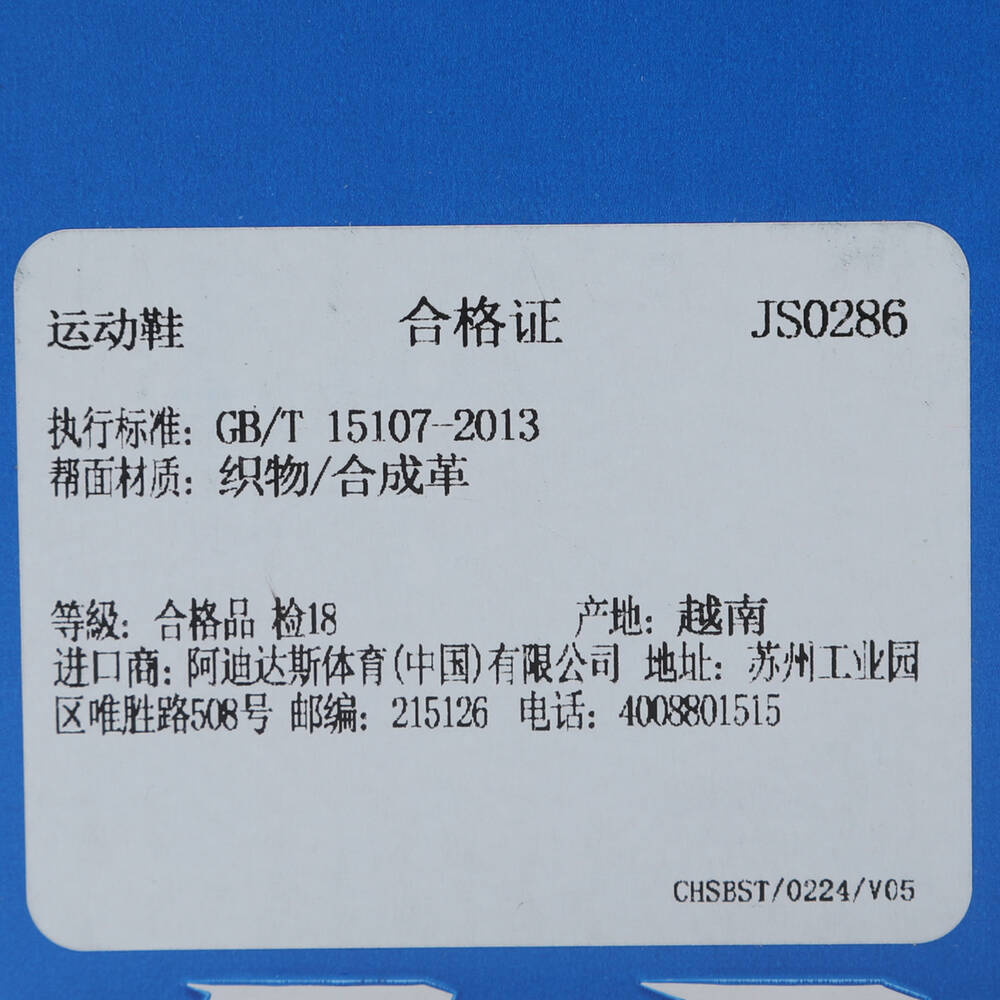 运动鞋 合格证 JS0286
执行标准: GB/T 15107-2013
帮面材质: 织物/合成革
等級: 合格品 检18 产地: 越南
进口商: 阿迪达斯体育(中国)有限公司 地址: 苏州工业园
区唯胜路508号 邮编: 215126 电话: 4008801515
CHSBST/0224/V05